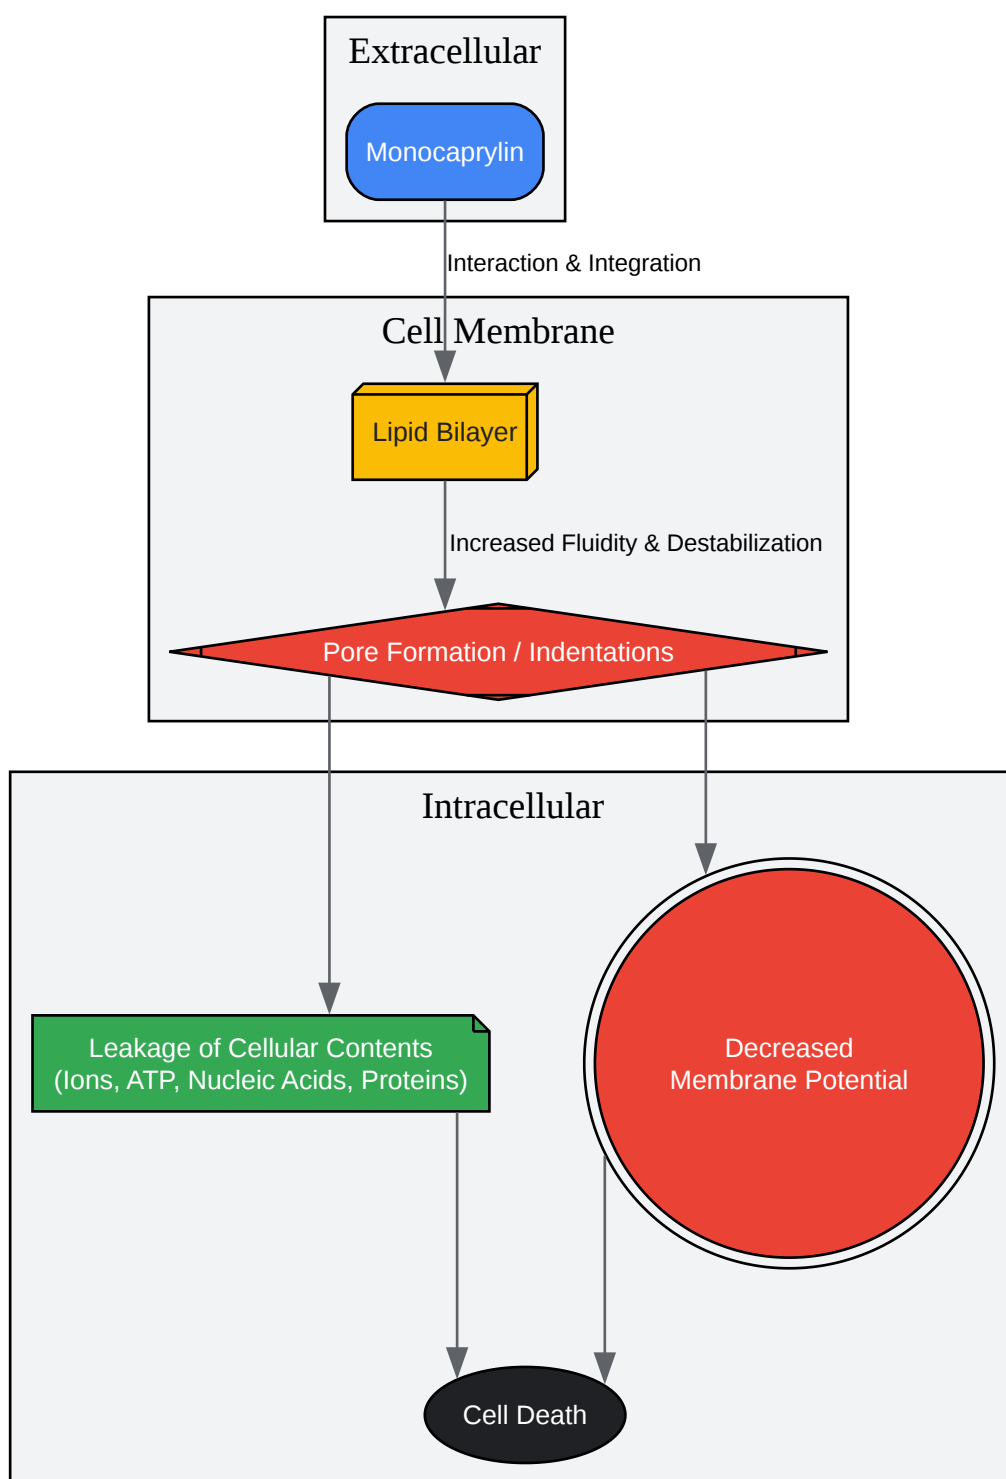 Extracellular
Monocaprylin
Interaction & Integration
Cell Membrane
Lipid Bilayer
Increased Fluidity & Destabilization
Pore Formation / Indentations
Intracellular
Leakage of Cellular Contents
(Ions, ATP, Nucleic Acids, Proteins)
Decreased
Membrane Potential
Cell Death